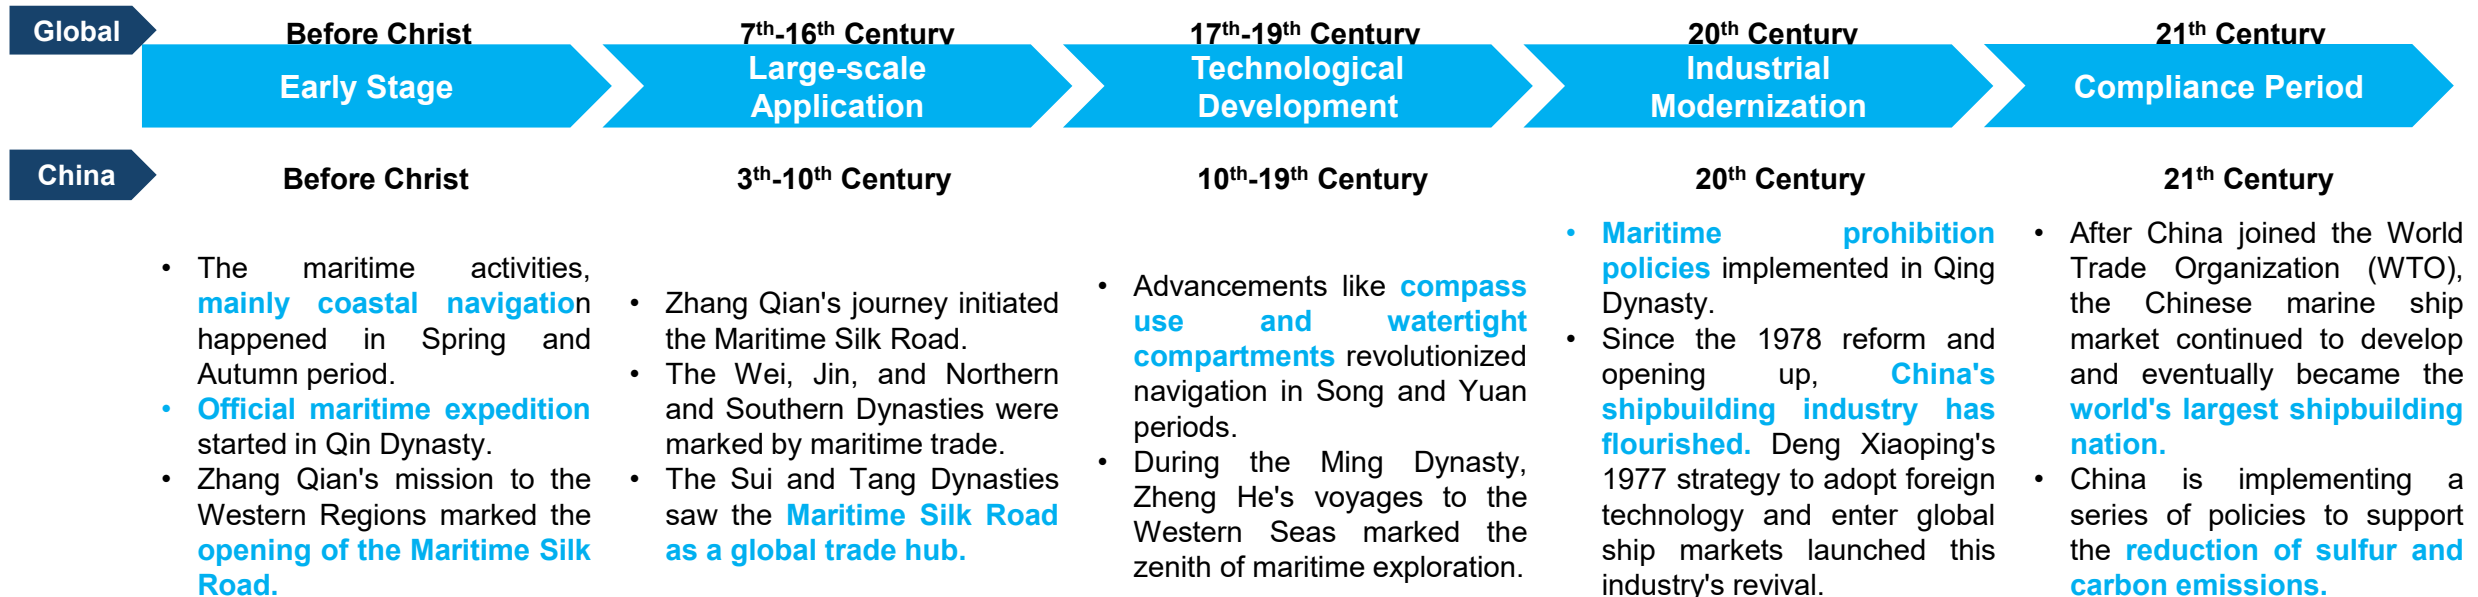 Global
Before Christ
7th-16th Century
17th-19th Century
20th Century
21th Century
Early Stage
Large-scale
Application
Technological
Development
Industrial
Modernization
Compliance Period
China
Before Christ
3th-10th Century
10th-19th Century
20th Century
21th Century
• The maritime activities,
mainly coastal navigation
happened in Spring and
Autumn period.
• Official maritime expedition
started in Qin Dynasty.
• Zhang Qian's mission to the
Western Regions marked the
opening of the Maritime Silk
Road.
• Zhang Qian's journey initiated
the Maritime Silk Road.
• The Wei, Jin, and Northern
and Southern Dynasties were
marked by maritime trade.
• The Sui and Tang Dynasties
saw the Maritime Silk Road
as a global trade hub.
• Advancements like compass
use and watertight
compartments revolutionized
navigation in Song and Yuan
periods.
• During the Ming Dynasty,
Zheng He's voyages to the
Western Seas marked the
zenith of maritime exploration.
• Maritime prohibition
policies implemented in Qing
Dynasty.
• Since the 1978 reform and
opening up, China's
shipbuilding industry has
flourished. Deng Xiaoping's
1977 strategy to adopt foreign
technology and enter global
ship markets launched this
industry's revival.
• After China joined the World
Trade Organization (WTO),
the Chinese marine ship
market continued to develop
and eventually became the
world's largest shipbuilding
nation.
• China is implementing a
series of policies to support
the reduction of sulfur and
carbon emissions.